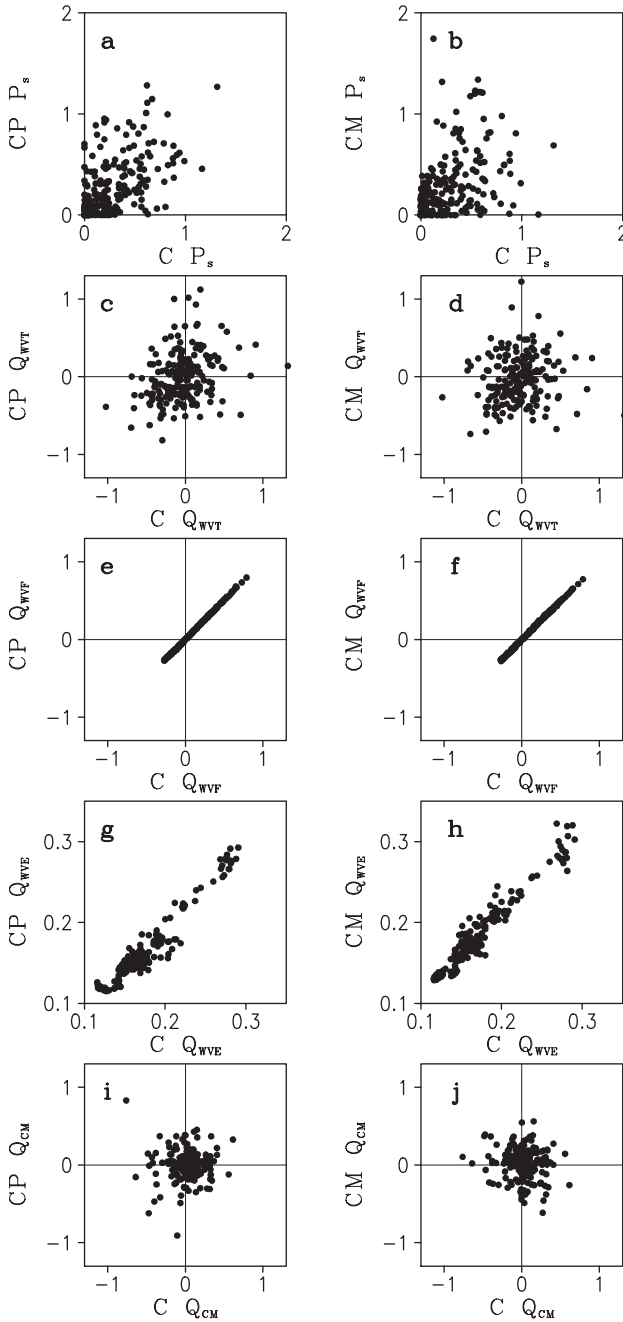 a
2
1
0
CP Pₛ
0 1 2
C Pₛ
b
2
1
0
CM Pₛ
0 1 2
C Pₛ
c
1
0
−1
CP Q_WVT
−1 0 1
C Q_WVT
d
1
0
−1
CM Q_WVT
−1 0 1
C Q_WVT
e
1
0
−1
CP Q_WVF
−1 0 1
C Q_WVF
f
1
0
−1
CM Q_WVF
−1 0 1
C Q_WVF
g
0.3
0.2
0.1
CP Q_WVE
0.1 0.2 0.3
C Q_WVE
h
0.3
0.2
0.1
CM Q_WVE
0.1 0.2 0.3
C Q_WVE
i
1
0
−1
CP Q_CM
−1 0 1
C Q_CM
j
1
0
−1
CM Q_CM
−1 0 1
C Q_CM